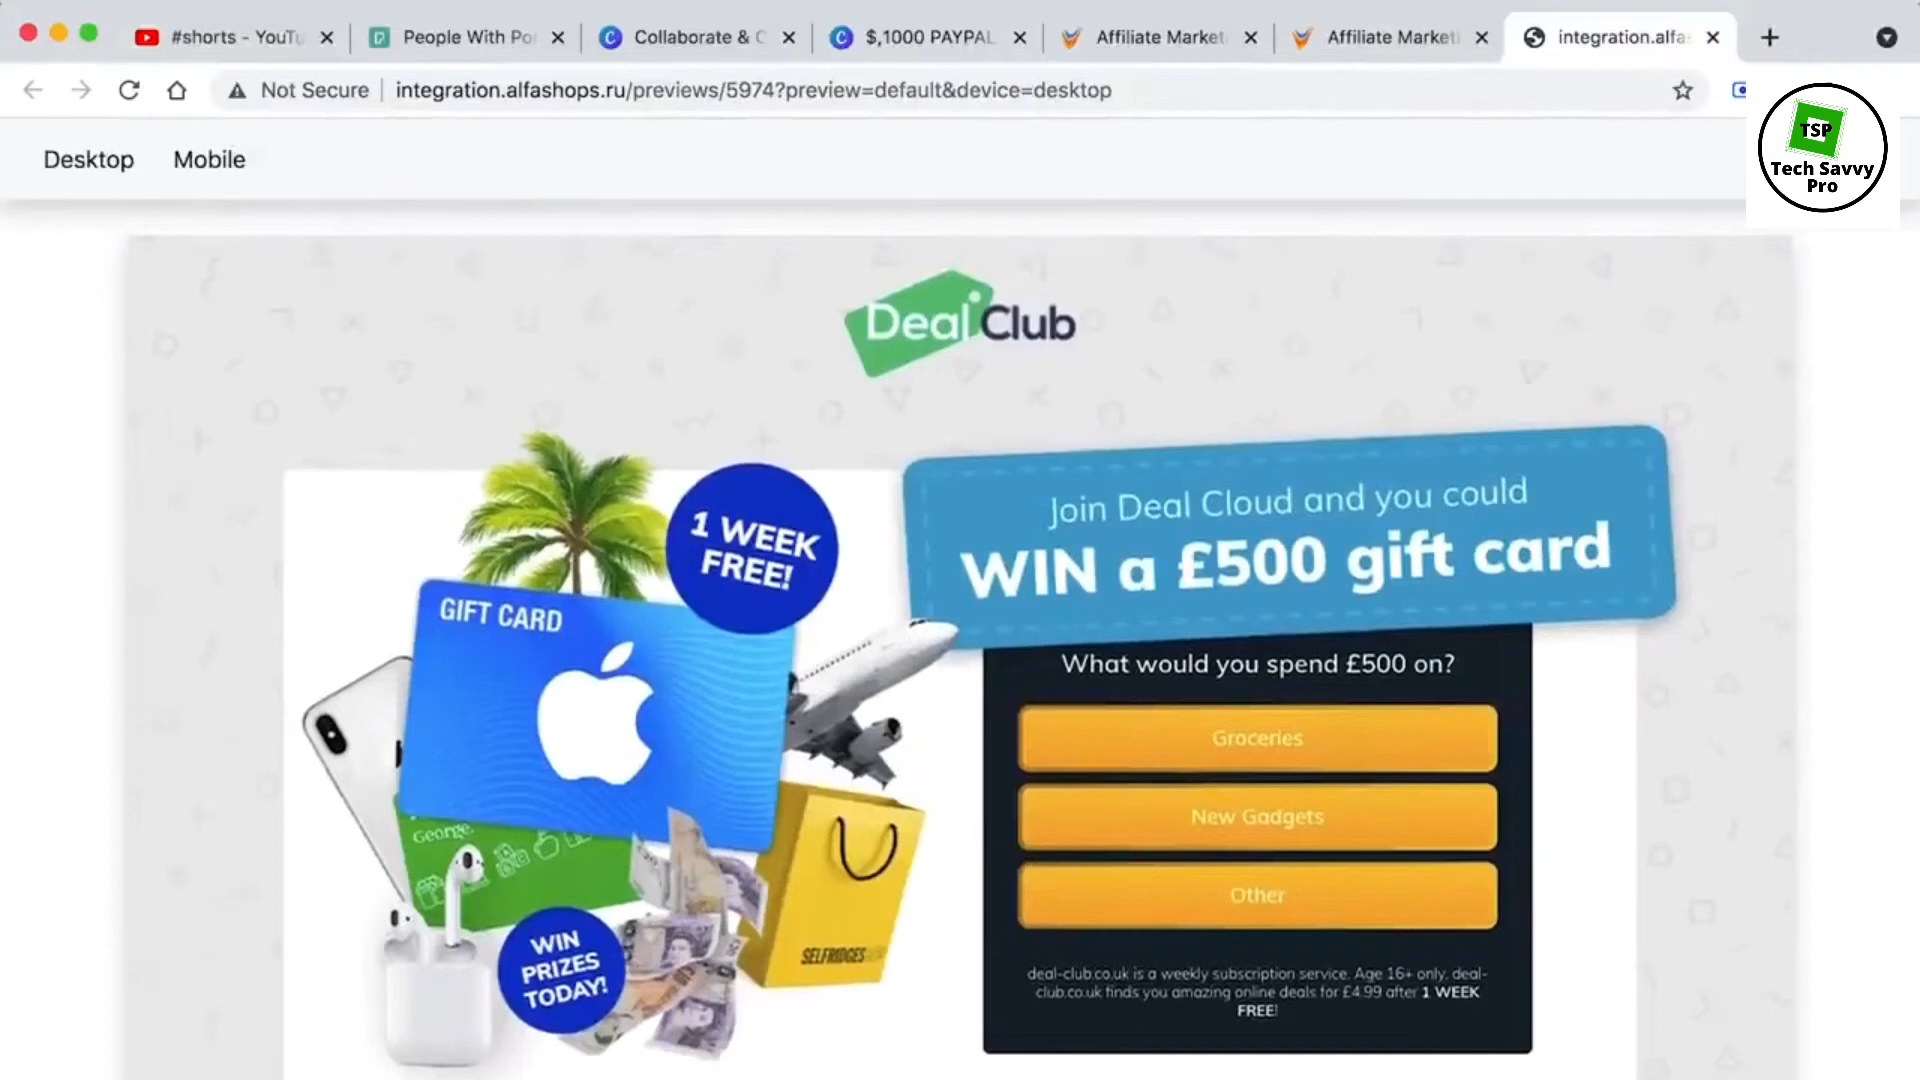 #shorts - YouTu
People With Po
Collaborate & C
$,1000 PAYPAL
Affiliate Market
Affiliate Marketi
integration.alfa
Not Secure
integration.alfashops.ru/previews/5974?preview=default&device=desktop
TSP
Tech Savvy
Pro
Desktop
Mobile
Deal Club
1 WEEK
FREE!
Join Deal Cloud and you could
WIN a £500 gift card
GIFT CARD
What would you spend £500 on?
Groceries
New Gadgets
George.
Other
WIN
PRIZES
TODAY!
SELFRIDGES
deal-club.co.uk is a weekly subscription service. Age 16+ only. deal-
club.co.uk finds you amazing online deals for £4.99 after 1 WEEK
FREE!